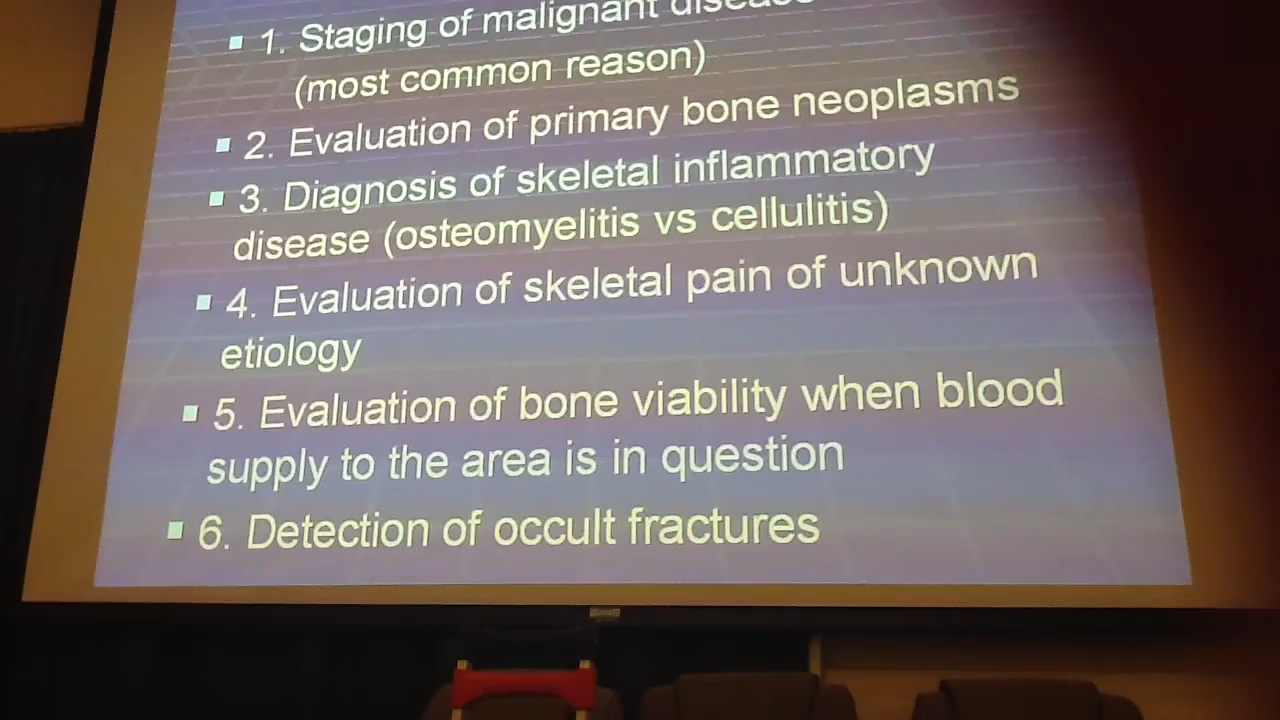 1. Staging of malignant disease
(most common reason)
2. Evaluation of primary bone neoplasms
3. Diagnosis of skeletal inflammatory
disease (osteomyelitis vs cellulitis)
4. Evaluation of skeletal pain of unknown
etiology
5. Evaluation of bone viability when blood
supply to the area is in question
6. Detection of occult fractures